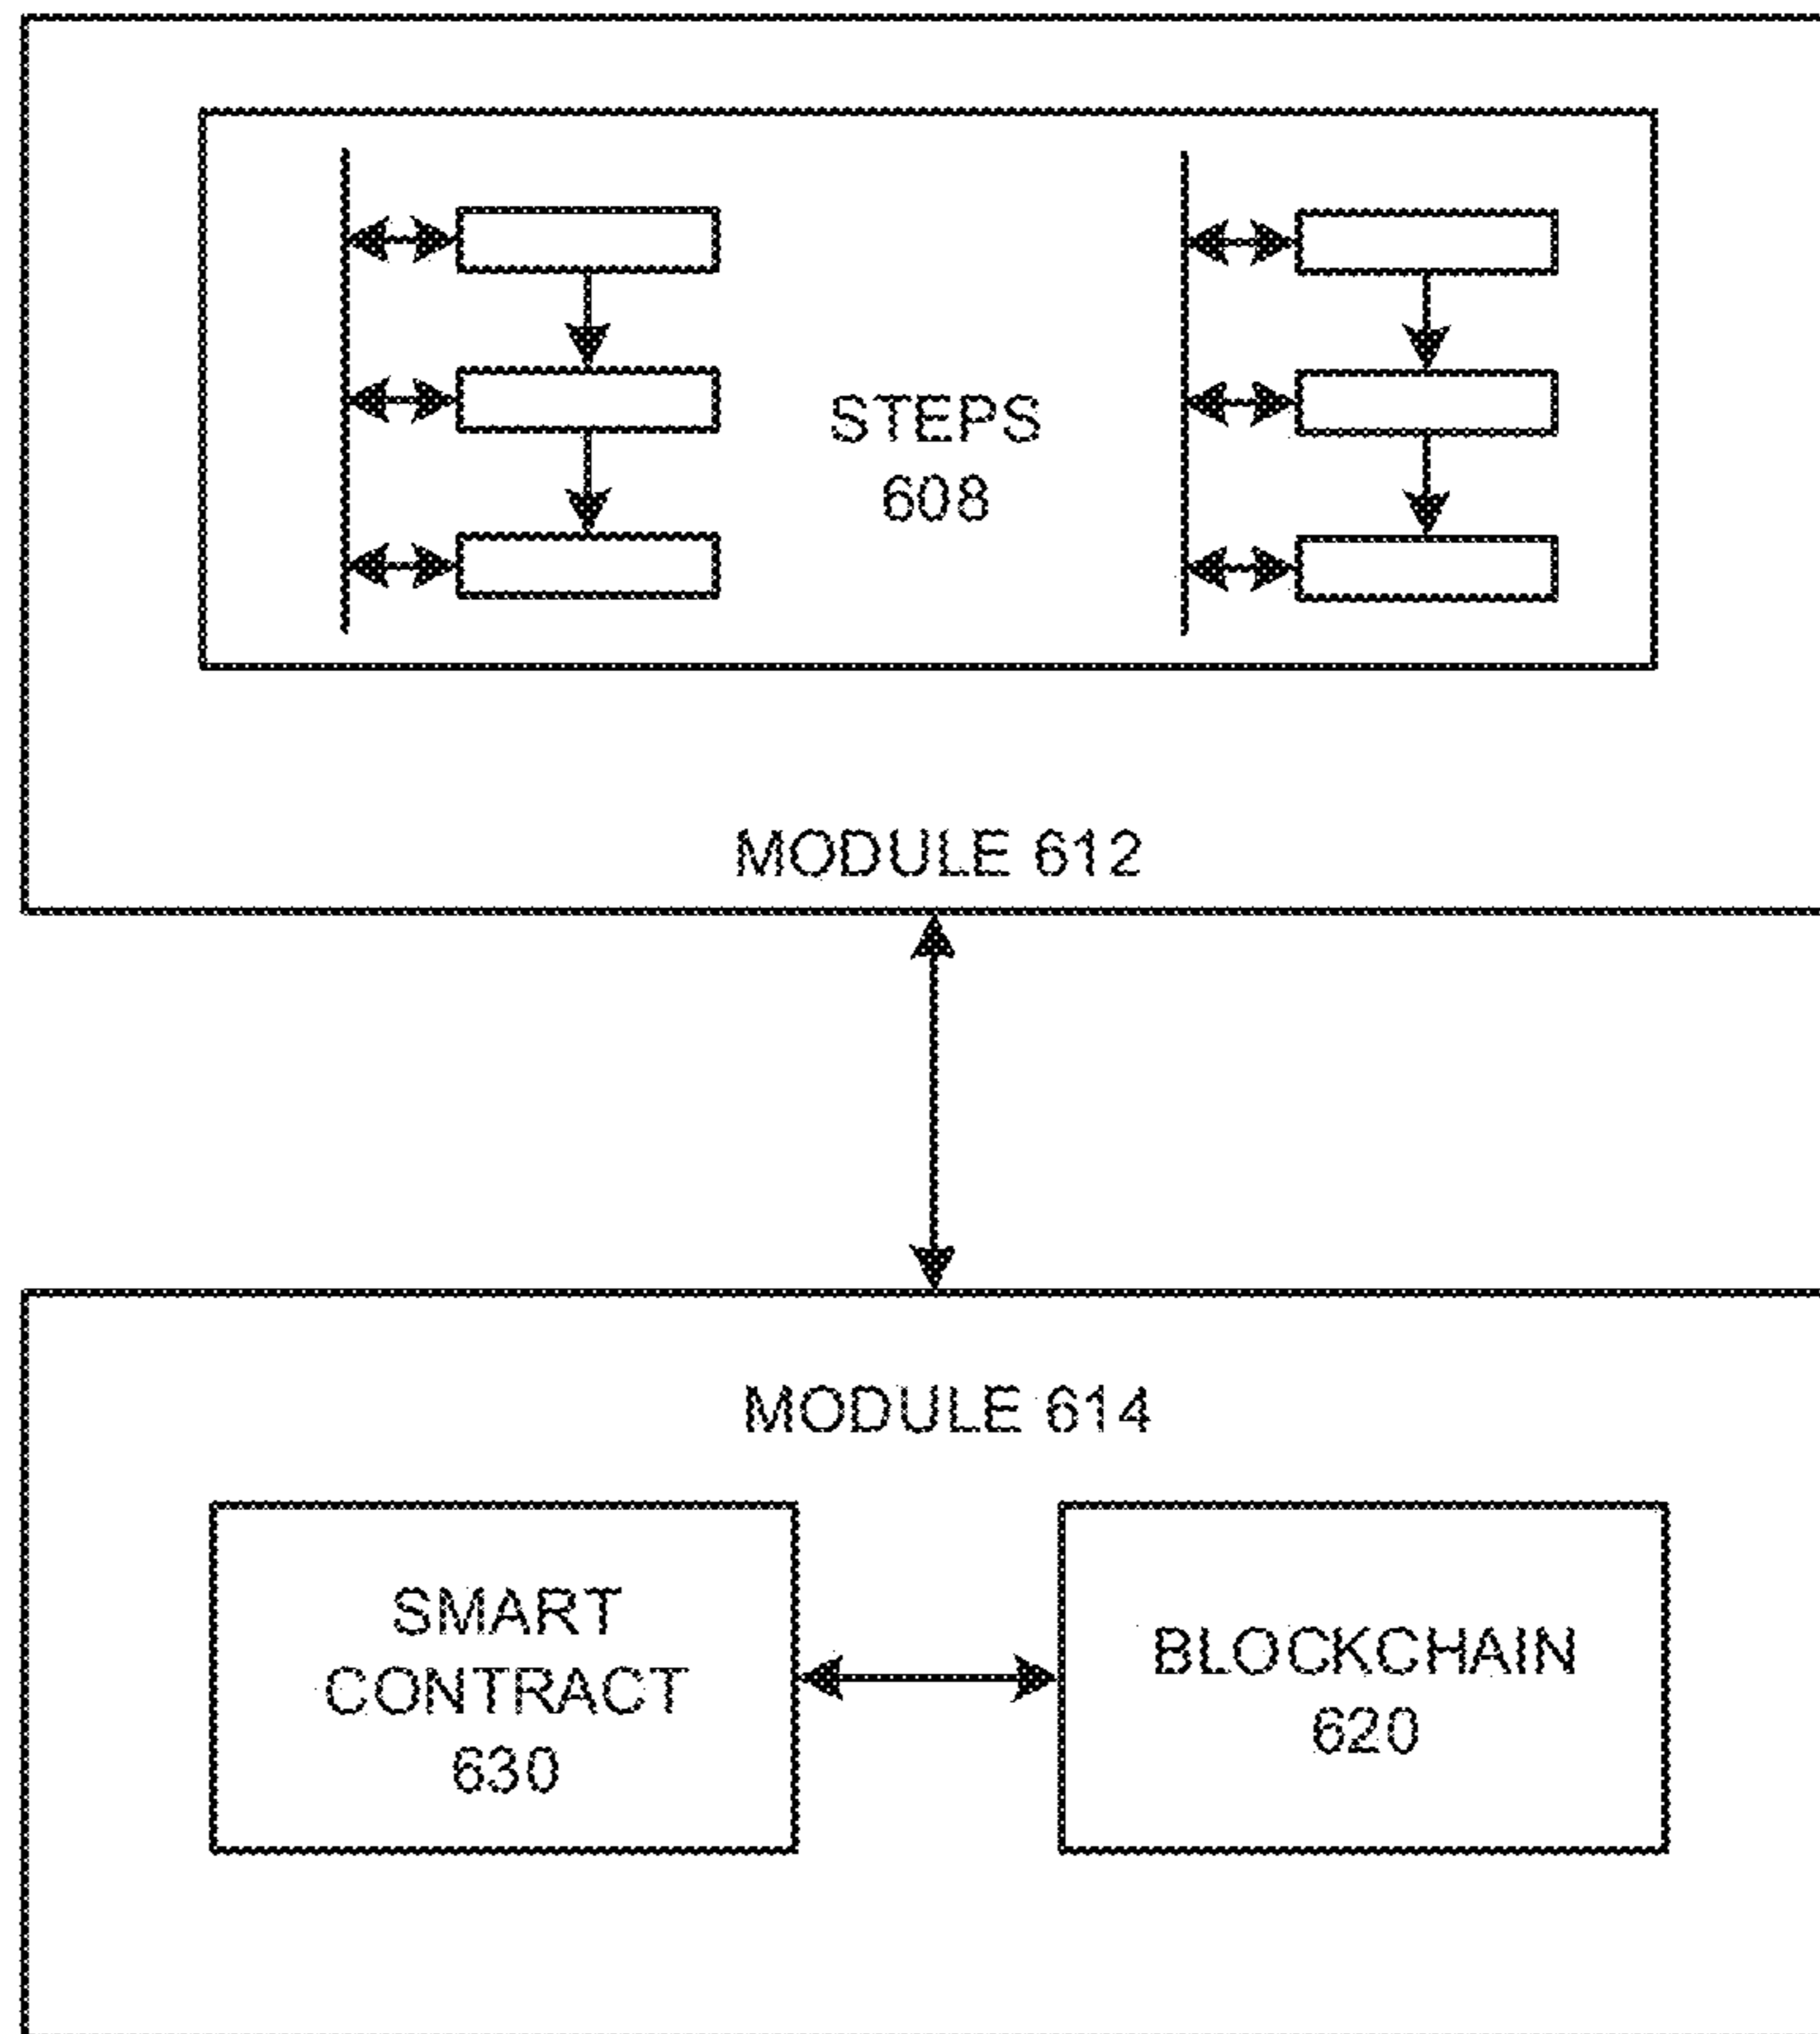 STEPS
608
MODULE 612
MODULE 614
SMART
CONTRACT
630
BLOCKCHAIN
620